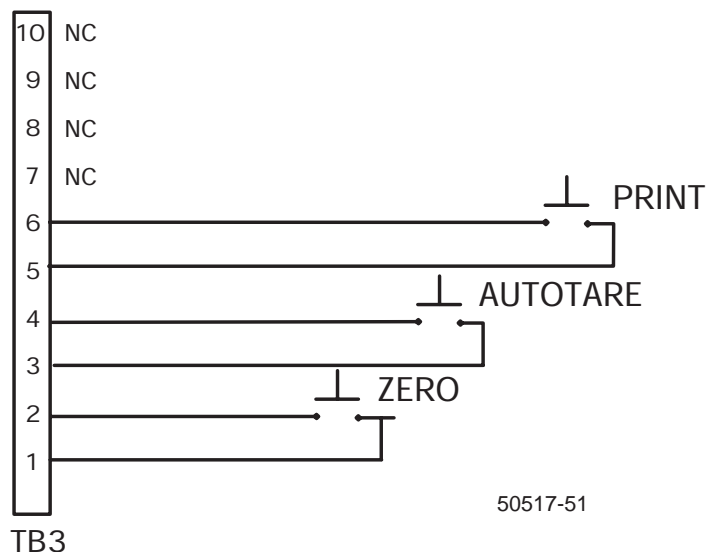 10 NC
9 NC
8 NC
7 NC
PRINT
6
5
AUTOTARE
4
3
ZERO
2
1
50517-51
TB3